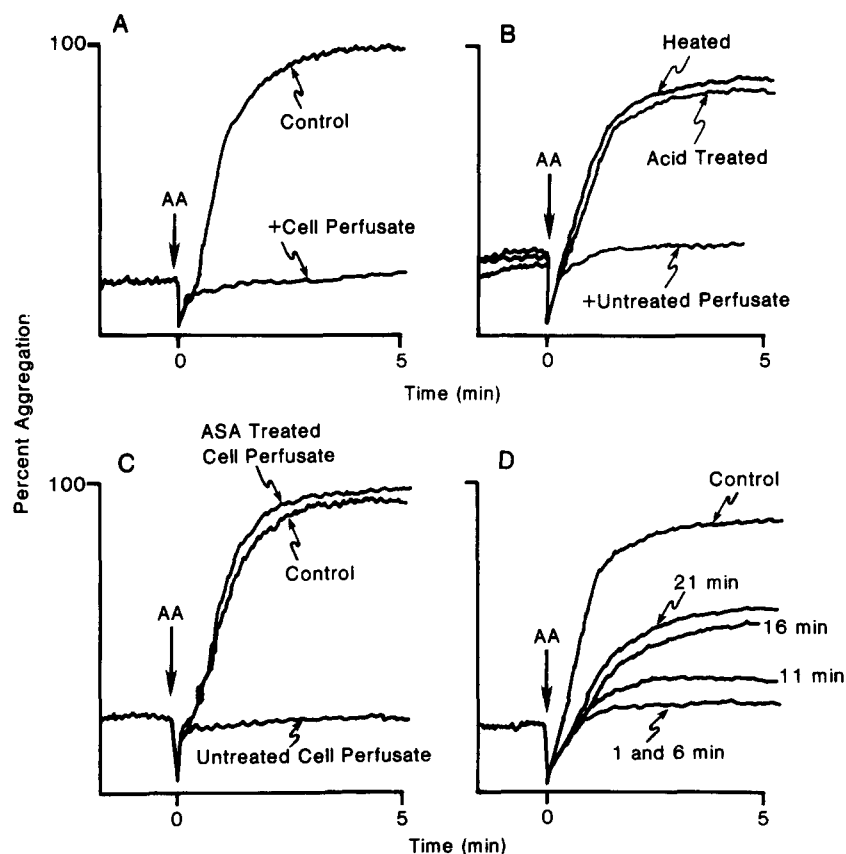 A
100
Control
AA
+Cell Perfusate
0
5
B
Heated
Acid Treated
AA
+Untreated Perfusate
0
5
Time (min)
Percent Aggregation
C
100
ASA Treated
Cell Perfusate
Control
AA
Untreated Cell Perfusate
0
5
D
Control
21 min
16 min
11 min
AA
1 and 6 min
0
5
Time (min)